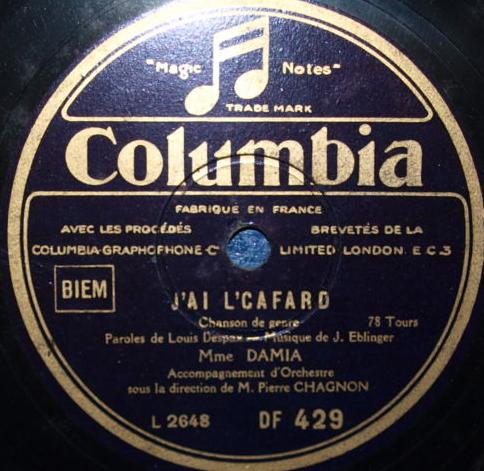 "Magic Notes"
TRADE MARK
Columbia
FABRIQUE EN FRANCE
AVEC LES PROCÉDÉS BREVETÉS DE LA
COLUMBIA-GRAPHOPHONE Cº LIMITED LONDON E C.3
BIEM
J'AI L'CAFARD
Chanson de genre 78 Tours
Paroles de Louis Despax — Musique de J. Eblinger
Mme DAMIA
Accompagnement d'Orchestre
sous la direction de M. Pierre CHAGNON
L 2648 DF 429